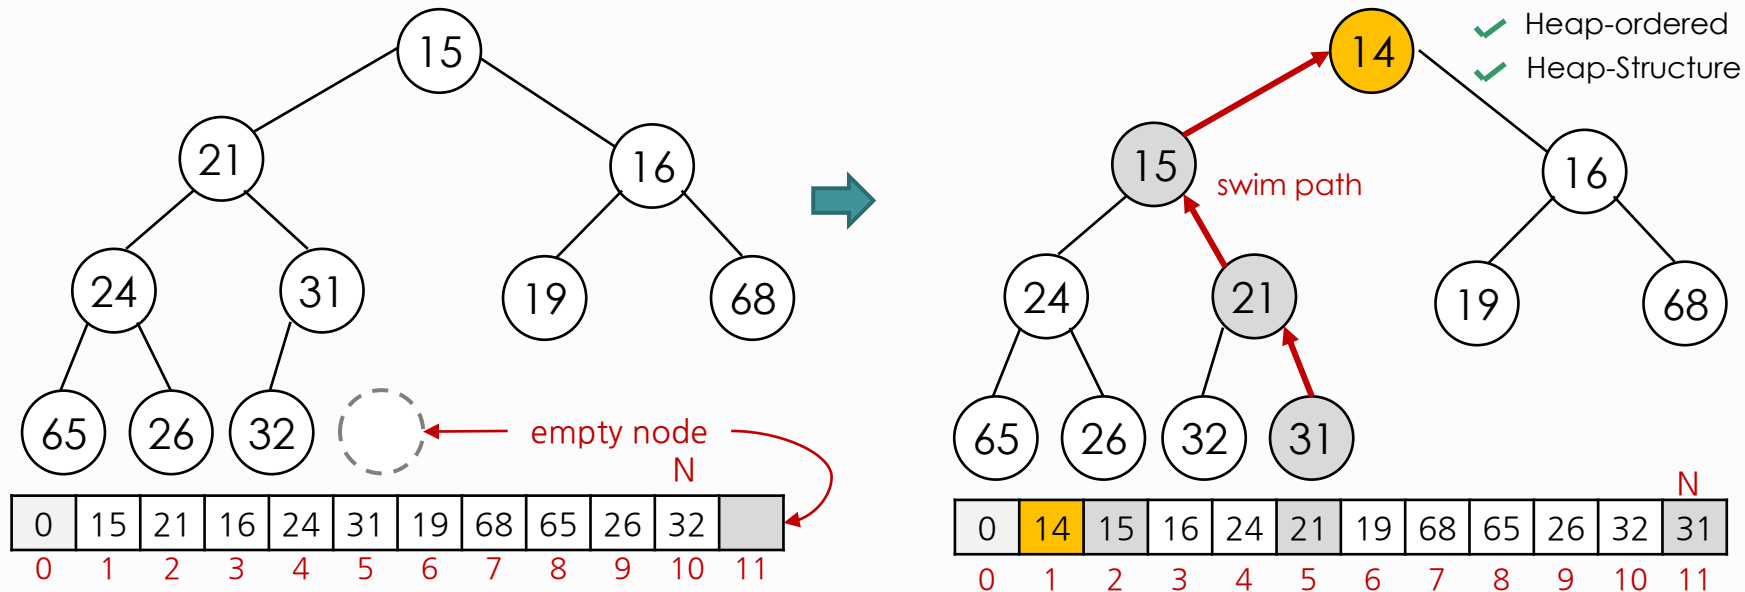 15
21 16
24 31 19 68
65 26 32
empty node
N
0 15 21 16 24 31 19 68 65 26 32
0 1 2 3 4 5 6 7 8 9 10 11
Heap-ordered
Heap-Structure
14
15 16
swim path
24 21 19 68
65 26 32 31
N
0 14 15 16 24 21 19 68 65 26 32 31
0 1 2 3 4 5 6 7 8 9 10 11